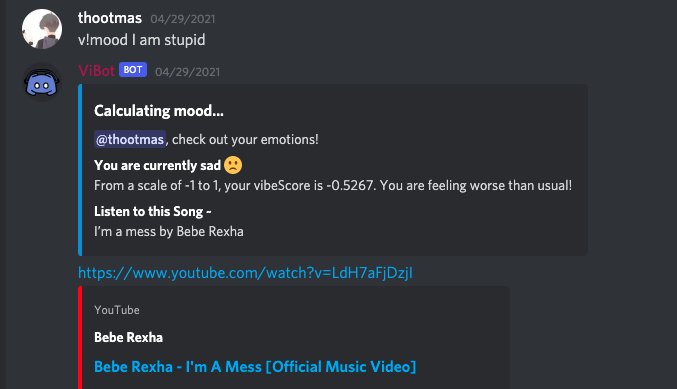 thootmas 04/29/2021
v!mood I am stupid
ViBot BOT 04/29/2021
Calculating mood...
@thootmas, check out your emotions!
You are currently sad
From a scale of -1 to 1, your vibeScore is -0.5267. You are feeling worse than usual!
Listen to this Song -
I'm a mess by Bebe Rexha
https://www.youtube.com/watch?v=LdH7aFjDzjI
YouTube
Bebe Rexha
Bebe Rexha - I'm A Mess [Official Music Video]